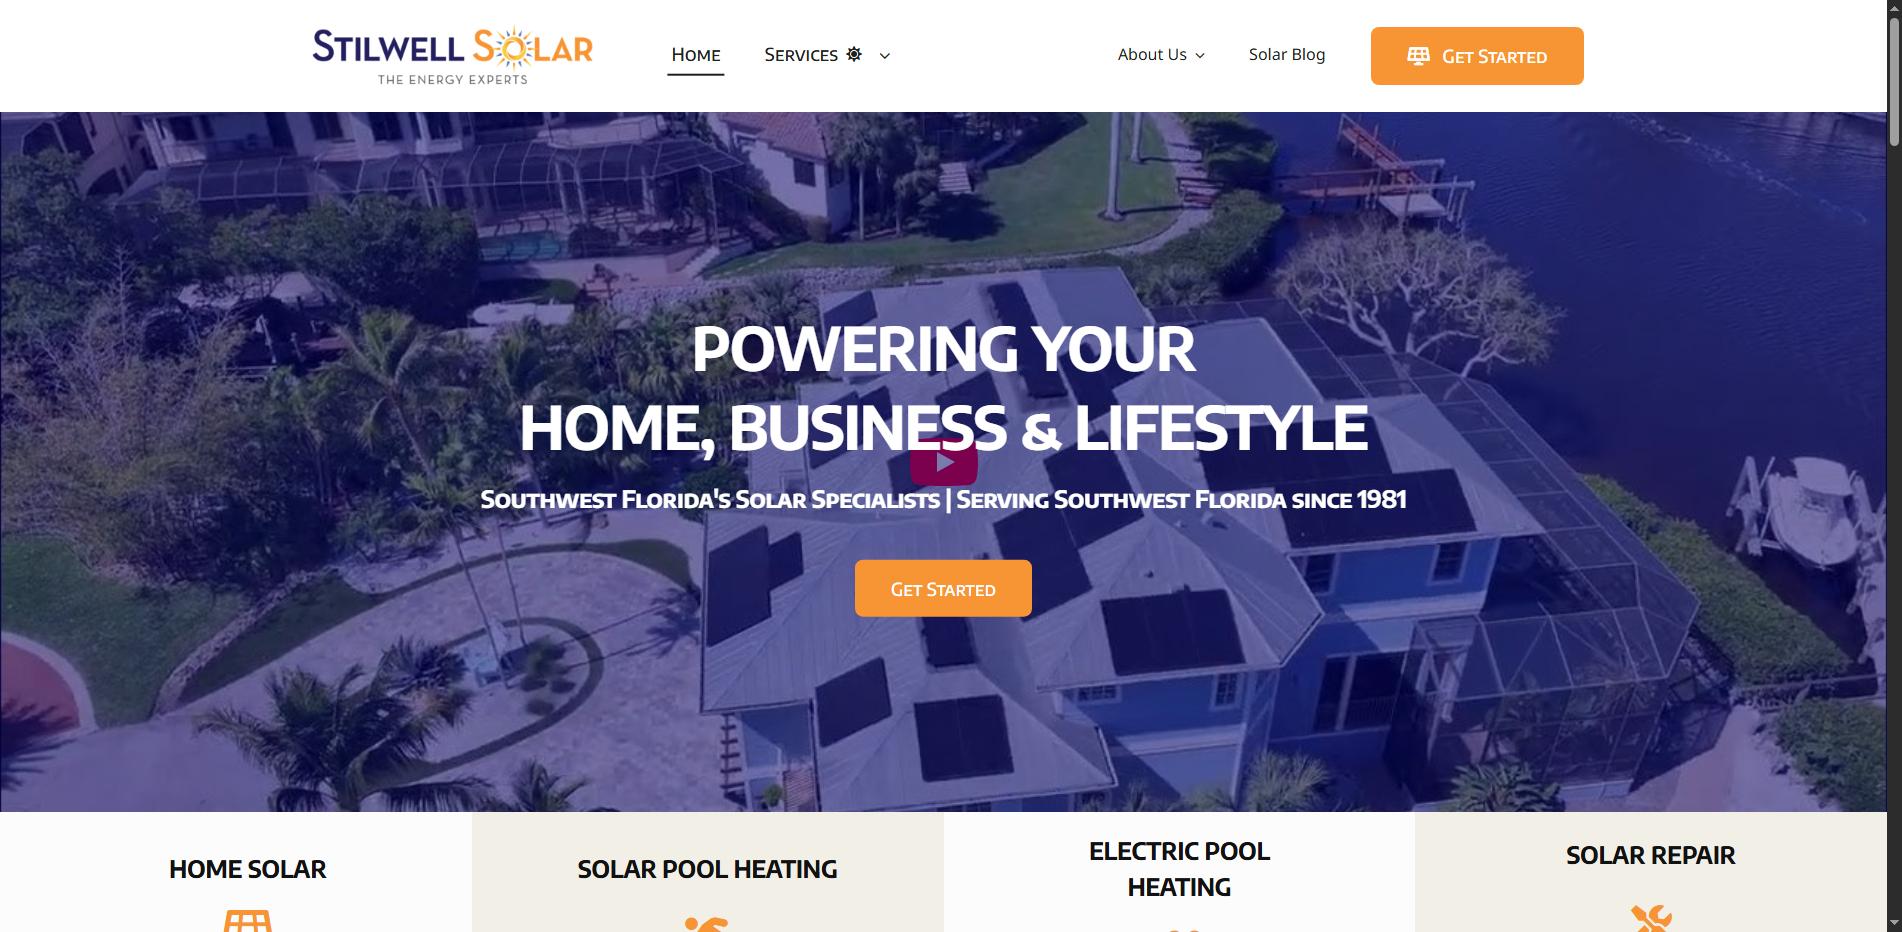 STILWELL SOLAR
THE ENERGY EXPERTS
HOME
SERVICES
About Us
Solar Blog
GET STARTED
POWERING YOUR
HOME, BUSINESS & LIFESTYLE
SOUTHWEST FLORIDA'S SOLAR SPECIALISTS | SERVING SOUTHWEST FLORIDA SINCE 1981
GET STARTED
HOME SOLAR
SOLAR POOL HEATING
ELECTRIC POOL
HEATING
SOLAR REPAIR